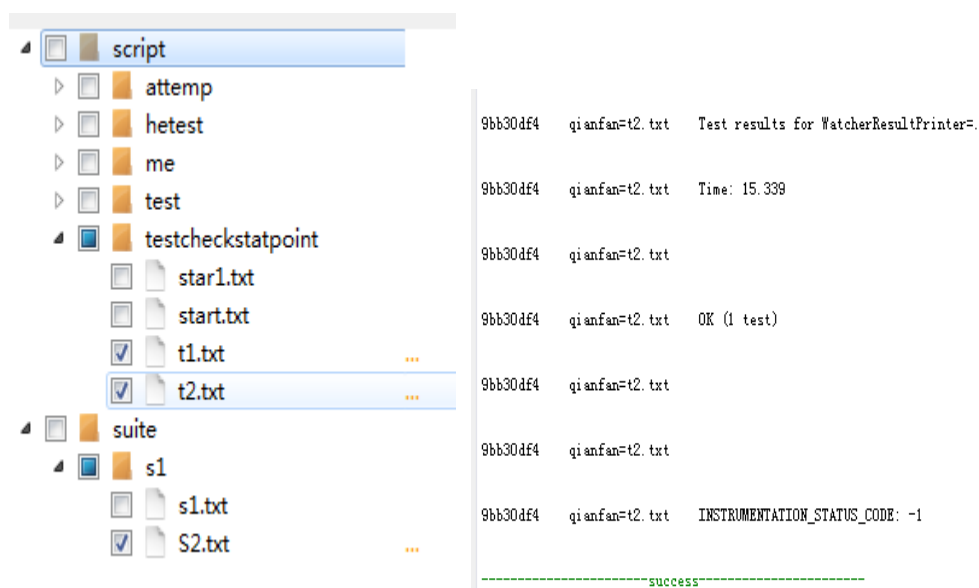 script
attemp
hetest
me
test
testcheckstatpoint
star1.txt
start.txt
t1.txt ...
t2.txt ...
suite
s1
s1.txt
S2.txt ...
9bb30df4 qianfan=t2.txt Test results for WatcherResultPrinter=.
9bb30df4 qianfan=t2.txt Time: 15.339
9bb30df4 qianfan=t2.txt
9bb30df4 qianfan=t2.txt OK (1 test)
9bb30df4 qianfan=t2.txt
9bb30df4 qianfan=t2.txt
9bb30df4 qianfan=t2.txt INSTRUMENTATION_STATUS_CODE: -1
------------------------success------------------------